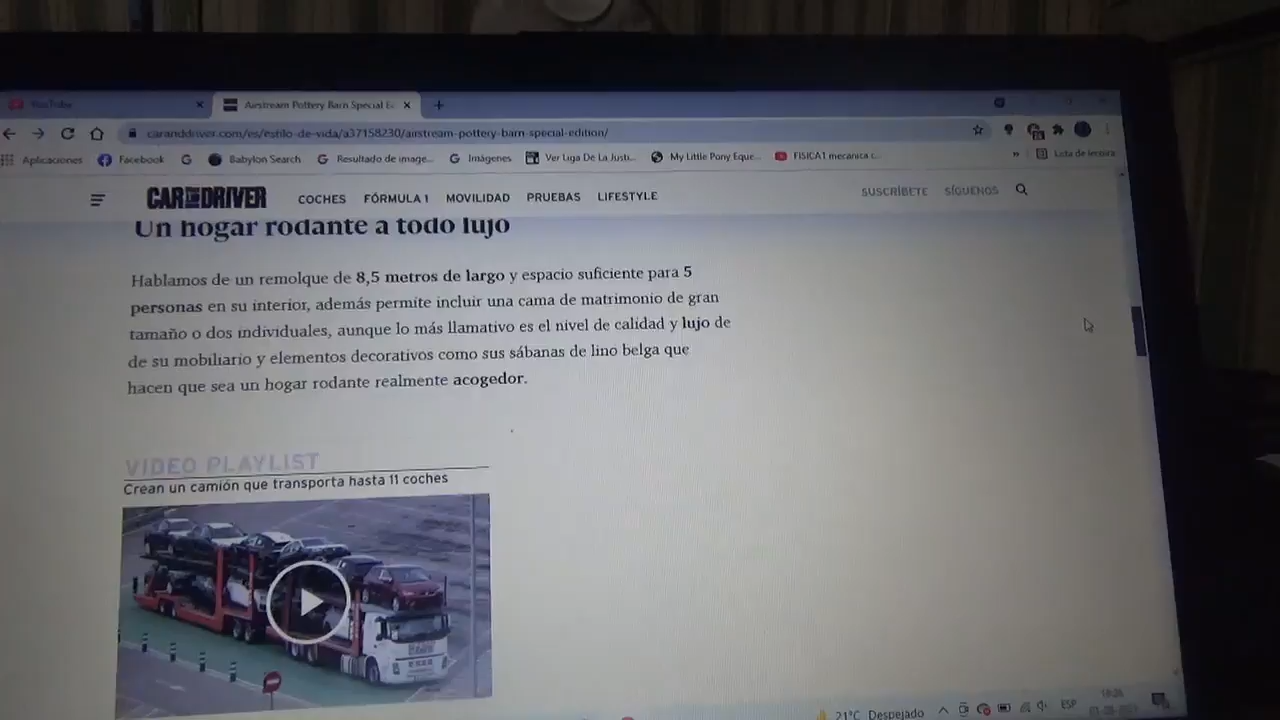 YouTube
Airstream Pottery Barn Special E
caranddriver.com/es/estilo-de-vida/a37158230/airstream-pottery-barn-special-edition/
Aplicaciones Facebook Babylon Search Resultado de image... Imágenes Ver Liga De La Justi... My Little Pony Eque... FISICA1 mecanica c... » Lista de lectura
CAR AND DRIVER COCHES FÓRMULA 1 MOVILIDAD PRUEBAS LIFESTYLE SUSCRÍBETE SÍGUENOS
Un hogar rodante a todo lujo
Hablamos de un remolque de 8,5 metros de largo y espacio suficiente para 5
personas en su interior, además permite incluir una cama de matrimonio de gran
tamaño o dos individuales, aunque lo más llamativo es el nivel de calidad y lujo de
de su mobiliario y elementos decorativos como sus sábanas de lino belga que
hacen que sea un hogar rodante realmente acogedor.
VIDEO PLAYLIST
Crean un camión que transporta hasta 11 coches
21°C Despejado ESP